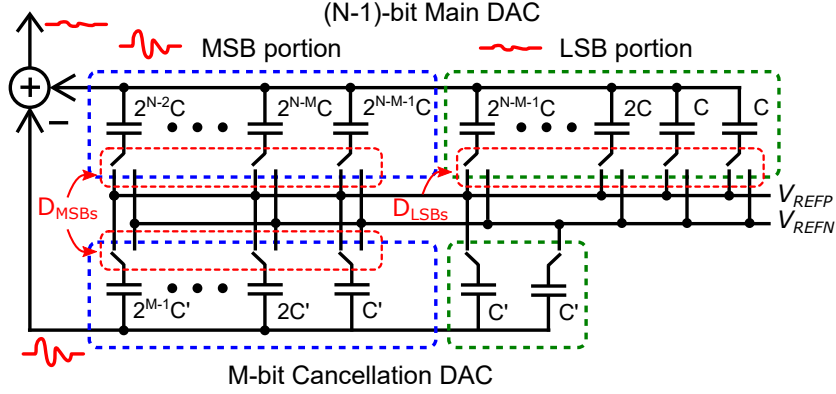 (N-1)-bit Main DAC
MSB portion
LSB portion
+
−
2^{N-2}C
2^{N-M}C
2^{N-M-1}C
2^{N-M-1}C
2C
C
C
D_{MSBs}
D_{LSBs}
V_{REFP}
V_{REFN}
2^{M-1}C'
2C'
C'
C'
C'
M-bit Cancellation DAC